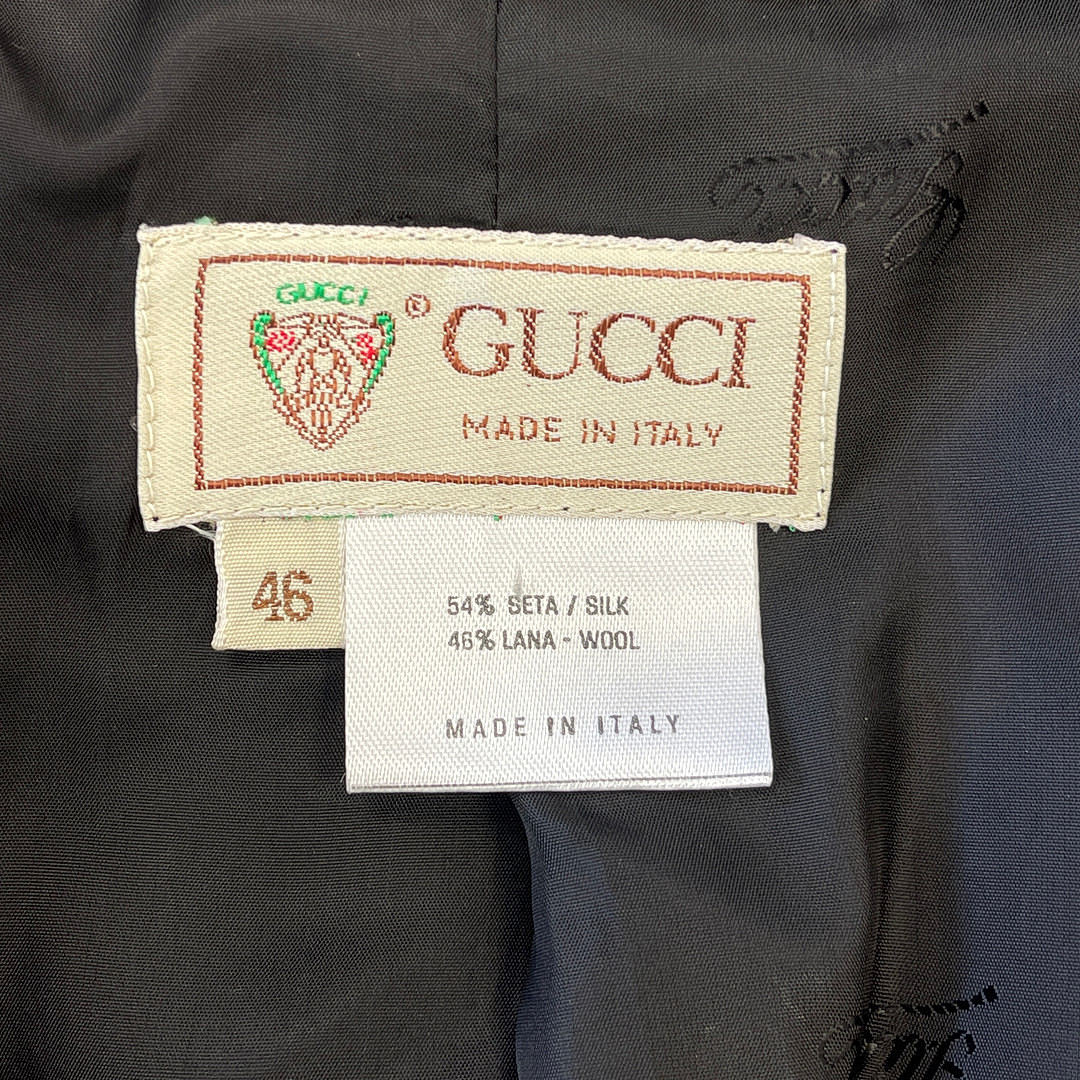 GUCCI
® GUCCI
MADE IN ITALY
46
54% SETA / SILK
46% LANA - WOOL
MADE IN ITALY